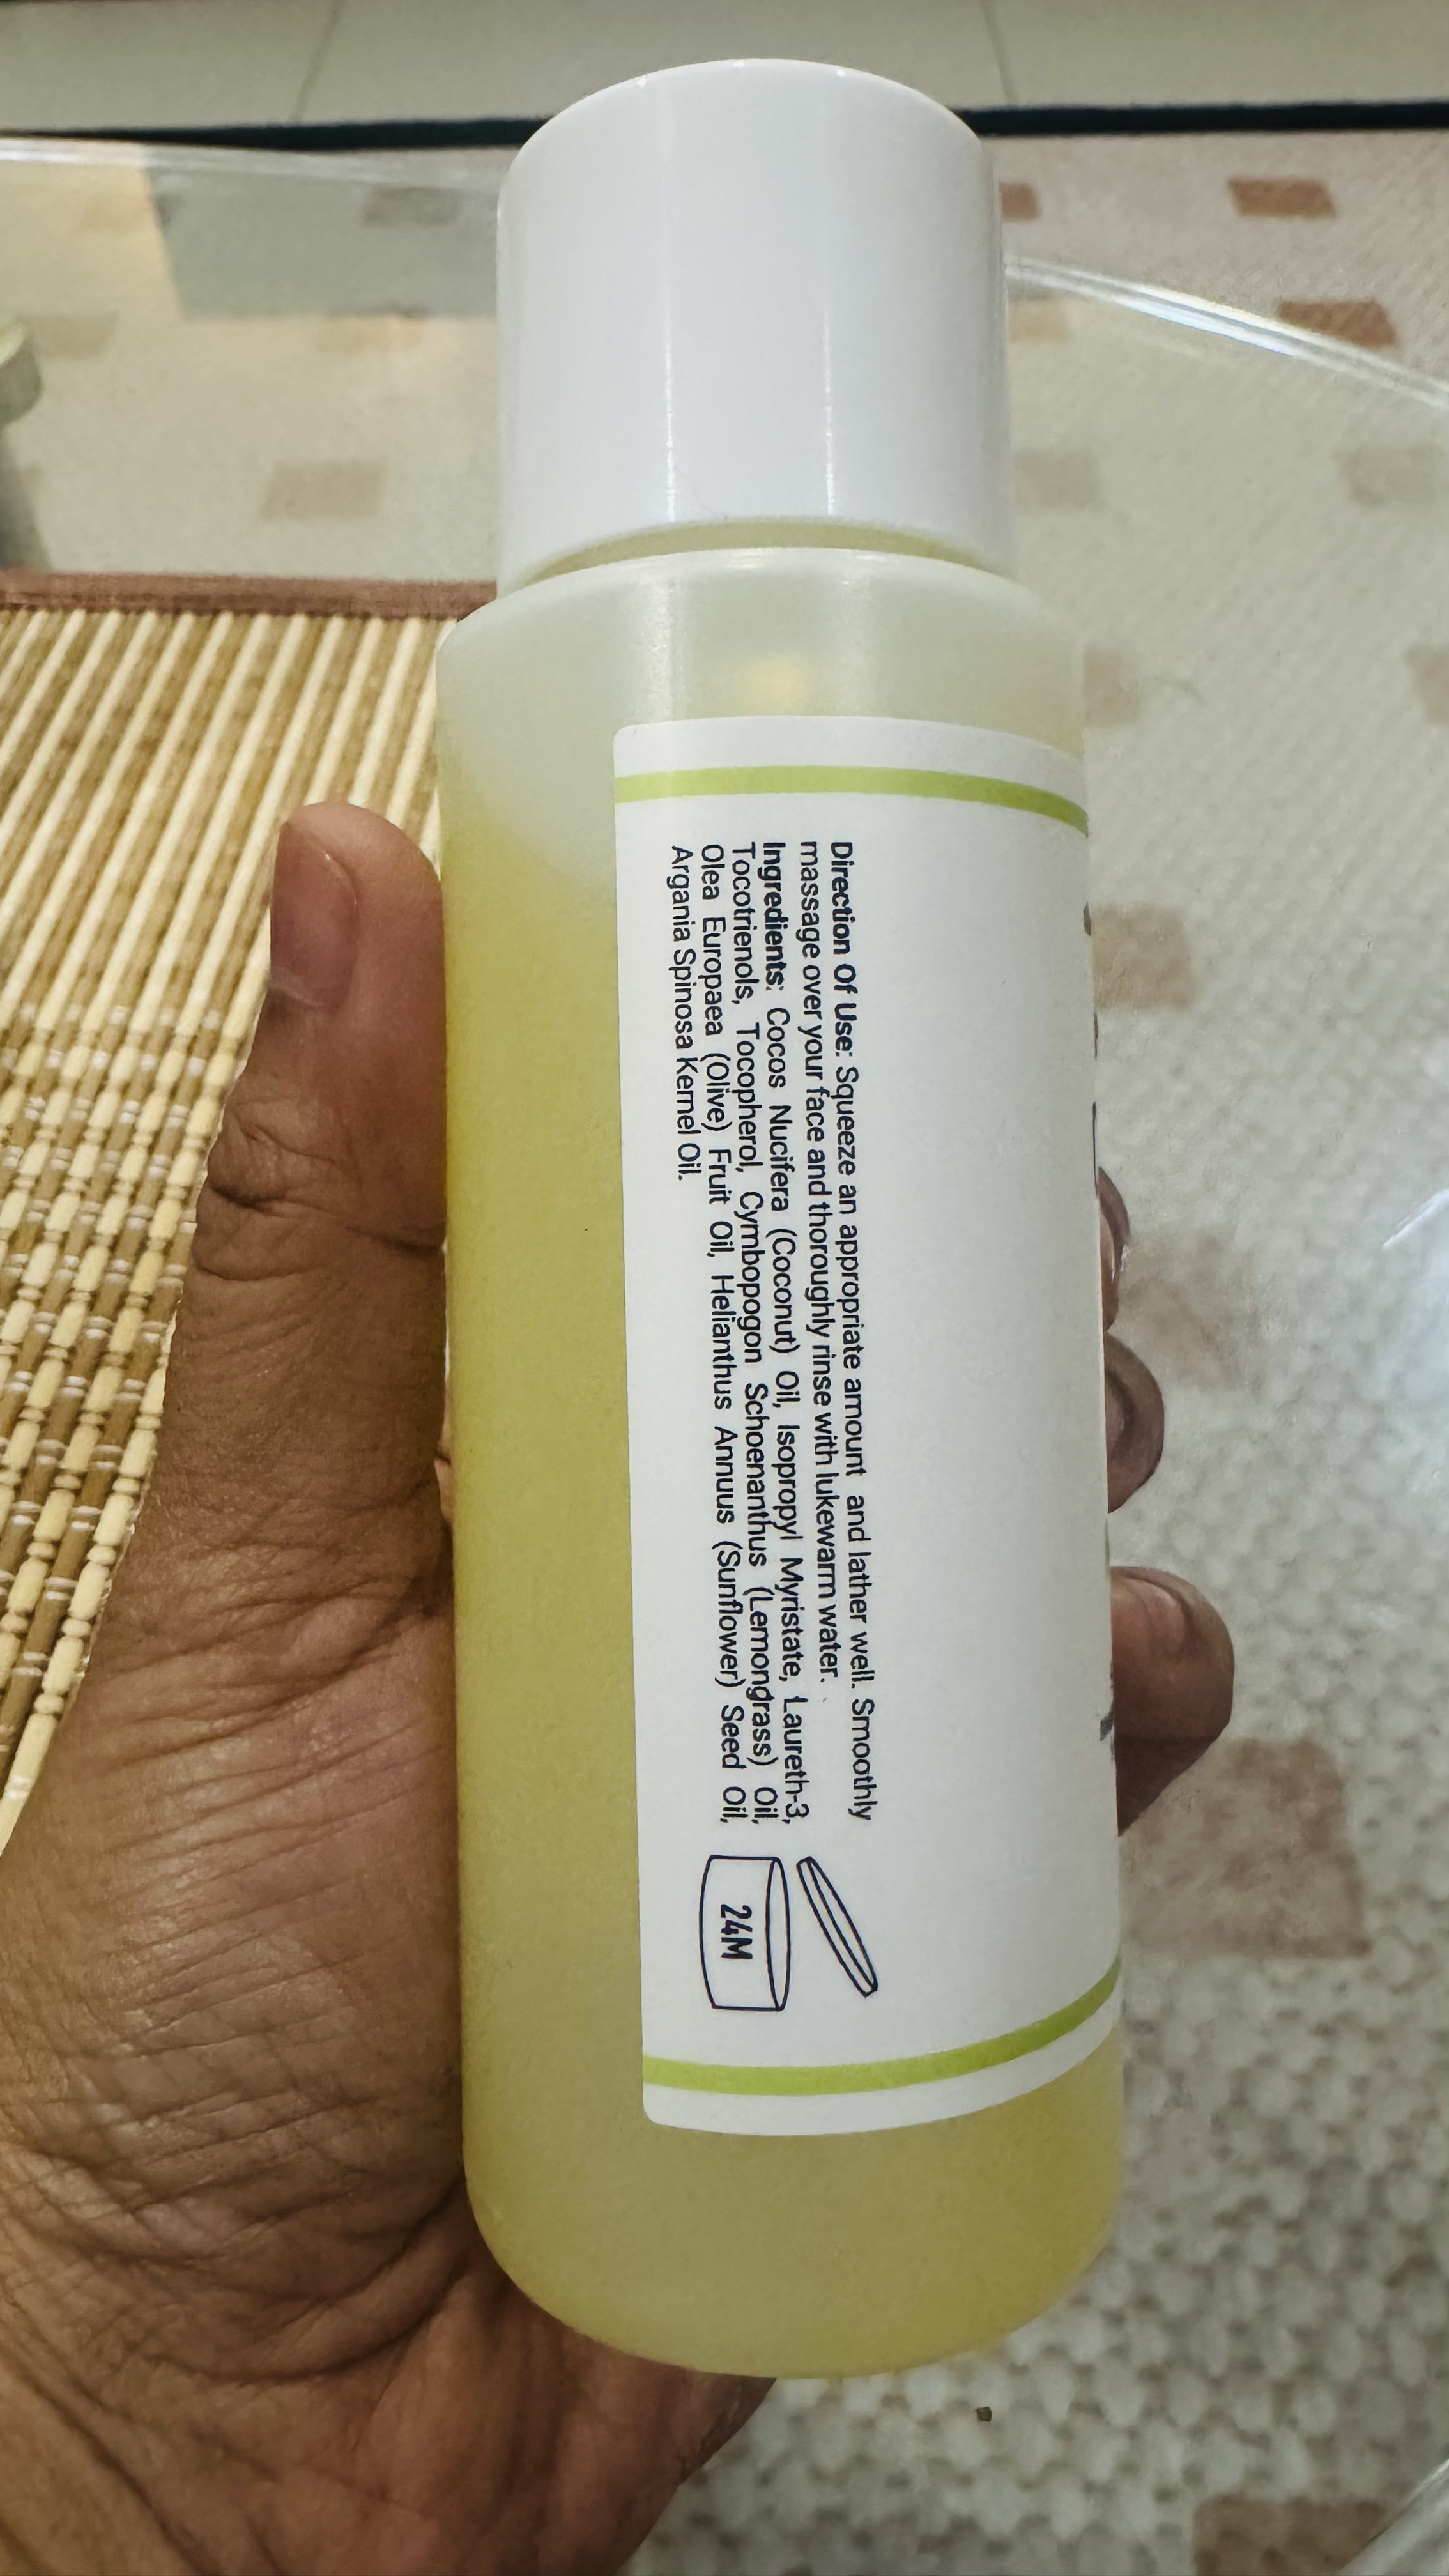 Direction Of Use: Squeeze an appropriate amount and lather well. Smoothly
massage over your face and thoroughly rinse with lukewarm water.
Ingredients: Cocos Nucifera (Coconut) Oil, Isopropyl Myristate, Laureth-3,
Tocotrienols, Tocopherol, Cymbopogon Schoenanthus (Lemongrass) Oil,
Olea Europaea (Olive) Fruit Oil, Helianthus Annuus (Sunflower) Seed Oil,
Argania Spinosa Kernel Oil.
24M